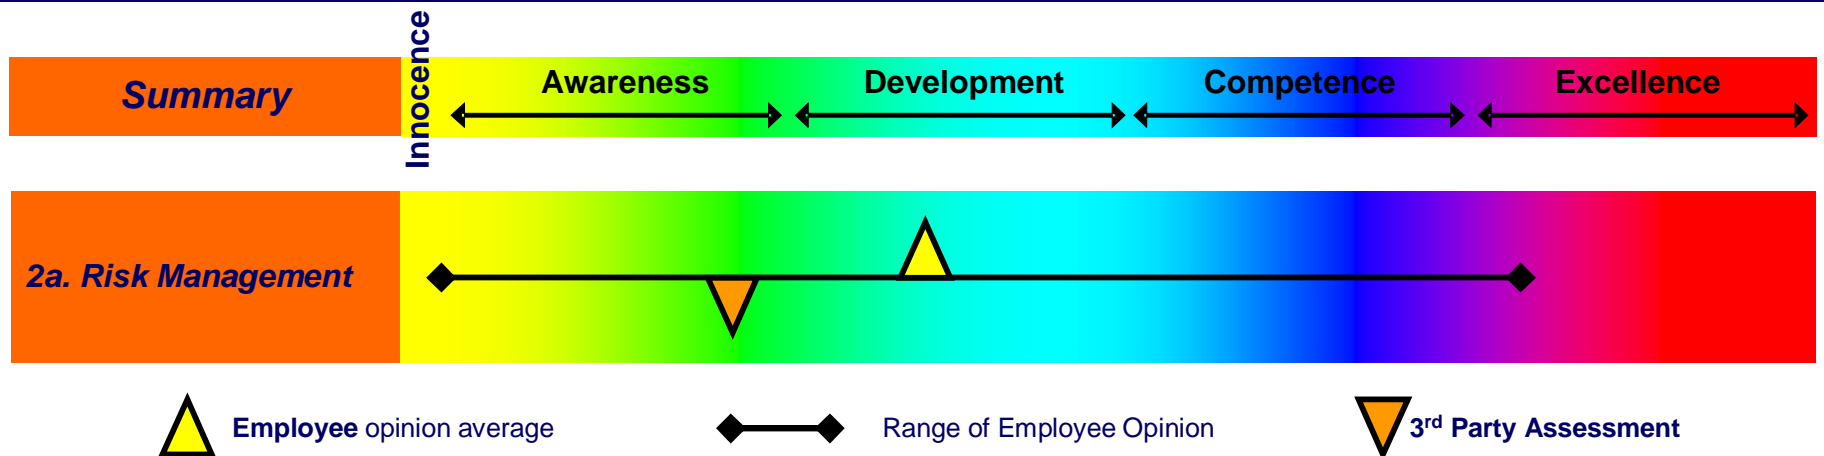 Summary
Innocence
Awareness
Development
Competence
Excellence
2a. Risk Management
Employee opinion average
Range of Employee Opinion
3rd Party Assessment